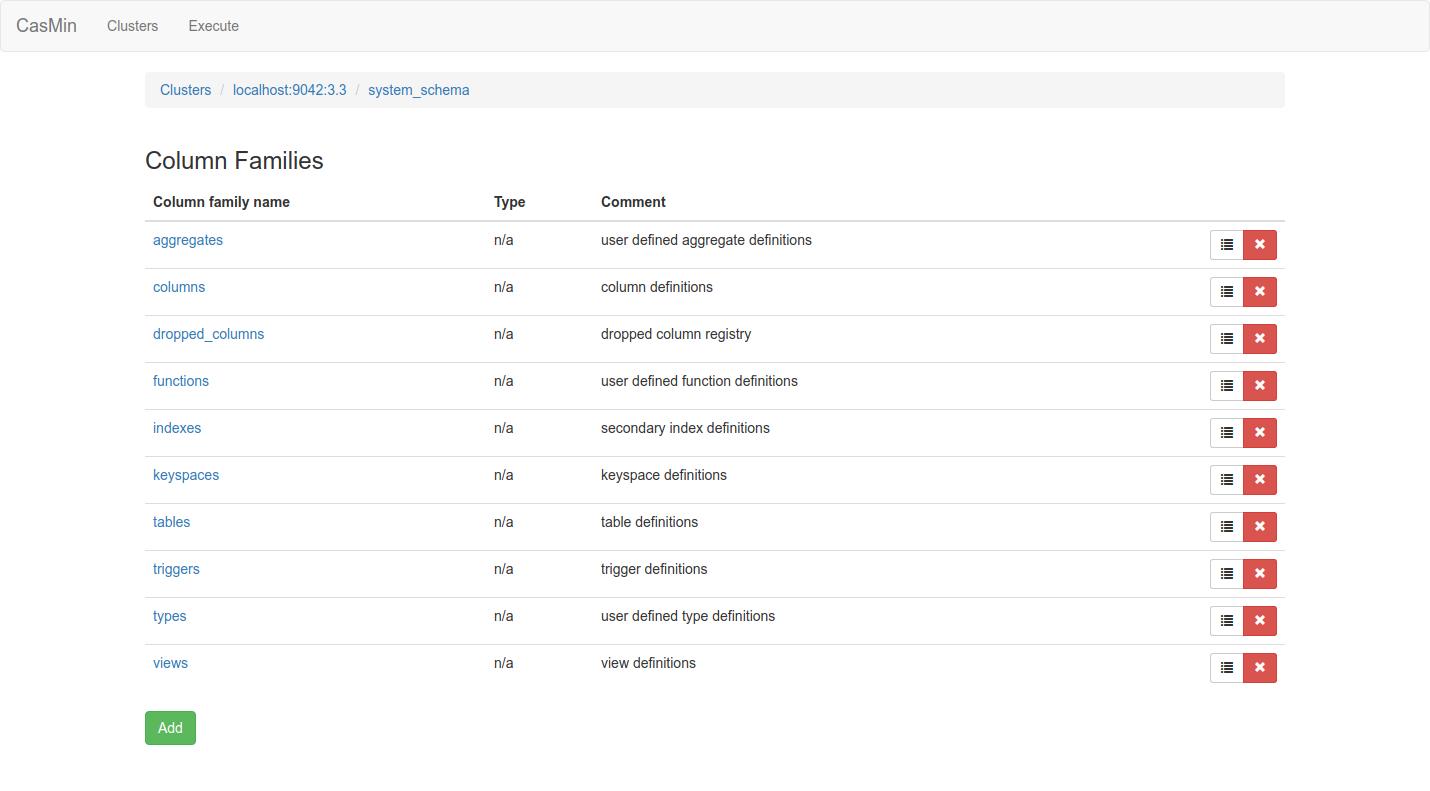 CasMin Clusters Execute
Clusters / localhost:9042:3.3 / system_schema
Column Families
Column family name Type Comment
aggregates n/a user defined aggregate definitions
columns n/a column definitions
dropped_columns n/a dropped column registry
functions n/a user defined function definitions
indexes n/a secondary index definitions
keyspaces n/a keyspace definitions
tables n/a table definitions
triggers n/a trigger definitions
types n/a user defined type definitions
views n/a view definitions
Add